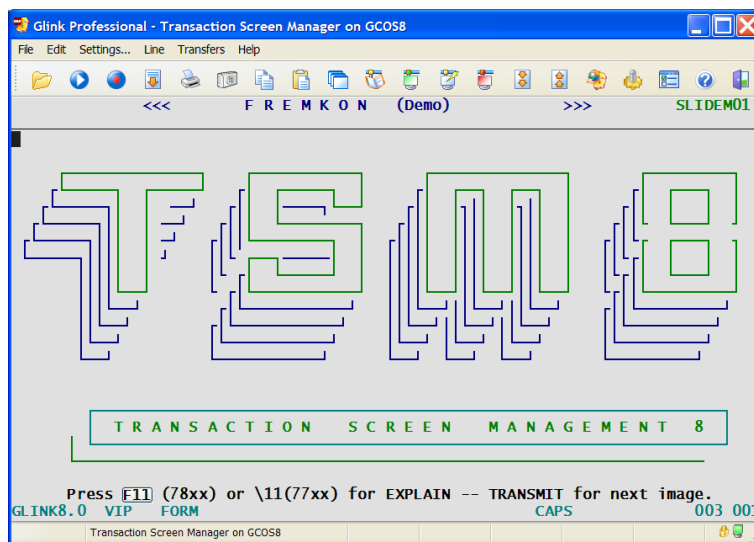 Glink Professional - Transaction Screen Manager on GCOS8
File Edit Settings... Line Transfers Help
<<< F R E M K O N (Demo) >>> SLIDEM01
TSM8
T R A N S A C T I O N S C R E E N M A N A G E M E N T 8
Press F11 (78xx) or \11(77xx) for EXPLAIN -- TRANSMIT for next image.
GLINK8.0 VIP FORM CAPS 003 001
Transaction Screen Manager on GCOS8